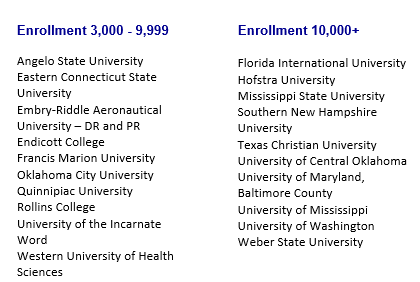 Enrollment 3,000 - 9,999
Angelo State University
Eastern Connecticut State
University
Embry-Riddle Aeronautical
University – DR and PR
Endicott College
Francis Marion University
Oklahoma City University
Quinnipiac University
Rollins College
University of the Incarnate
Word
Western University of Health
Sciences
Enrollment 10,000+
Florida International University
Hofstra University
Mississippi State University
Southern New Hampshire
University
Texas Christian University
University of Central Oklahoma
University of Maryland,
Baltimore County
University of Mississippi
University of Washington
Weber State University